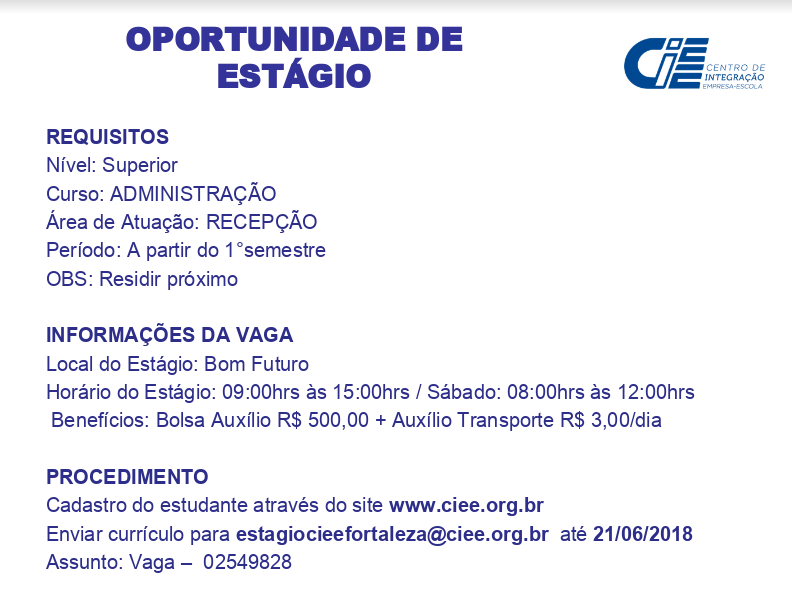 OPORTUNIDADE DE
ESTÁGIO
CIEE
CENTRO DE
INTEGRAÇÃO
EMPRESA-ESCOLA
REQUISITOS
Nível: Superior
Curso: ADMINISTRAÇÃO
Área de Atuação: RECEPÇÃO
Período: A partir do 1°semestre
OBS: Residir próximo
INFORMAÇÕES DA VAGA
Local do Estágio: Bom Futuro
Horário do Estágio: 09:00hrs às 15:00hrs / Sábado: 08:00hrs às 12:00hrs
Benefícios: Bolsa Auxílio R$ 500,00 + Auxílio Transporte R$ 3,00/dia
PROCEDIMENTO
Cadastro do estudante através do site www.ciee.org.br
Enviar currículo para estagiocieefortaleza@ciee.org.br até 21/06/2018
Assunto: Vaga – 02549828